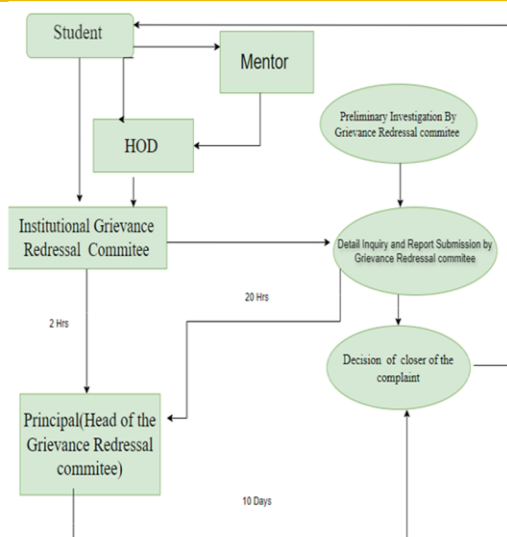 Student
Mentor
HOD
Preliminary Investigation By
Grievance Redressal commitee
Institutional Grievance
Redressal Commitee
Detail Inquiry and Report Submission by
Grievance Redressal commitee
20 Hrs
2 Hrs
Decision of closer of the
complaint
Principal(Head of the
Grievance Redressal
commitee)
10 Days